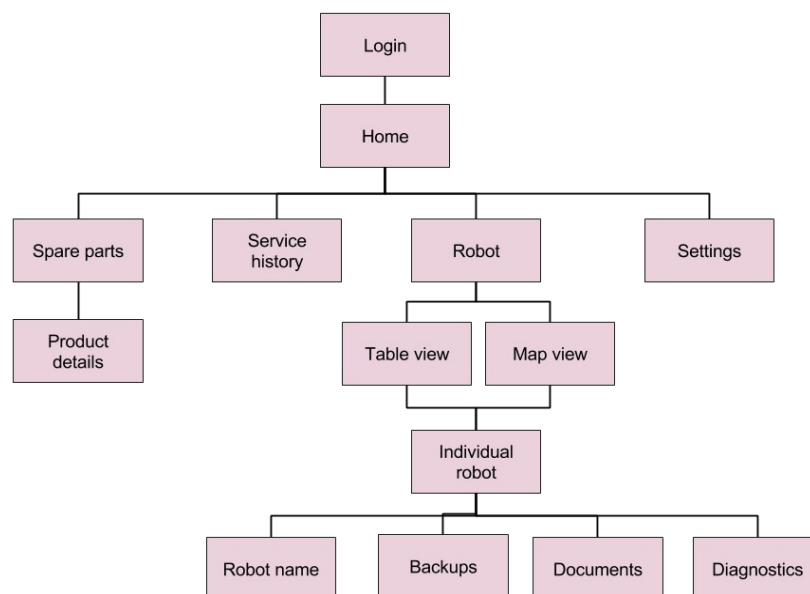 Login
Home
Spare parts
Service
history
Robot
Settings
Product
details
Table view
Map view
Individual
robot
Robot name
Backups
Documents
Diagnostics